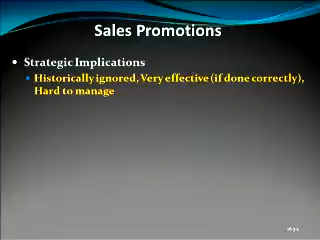 Sales Promotions
• Strategic Implications
• Historically ignored, Very effective (if done correctly),
Hard to manage